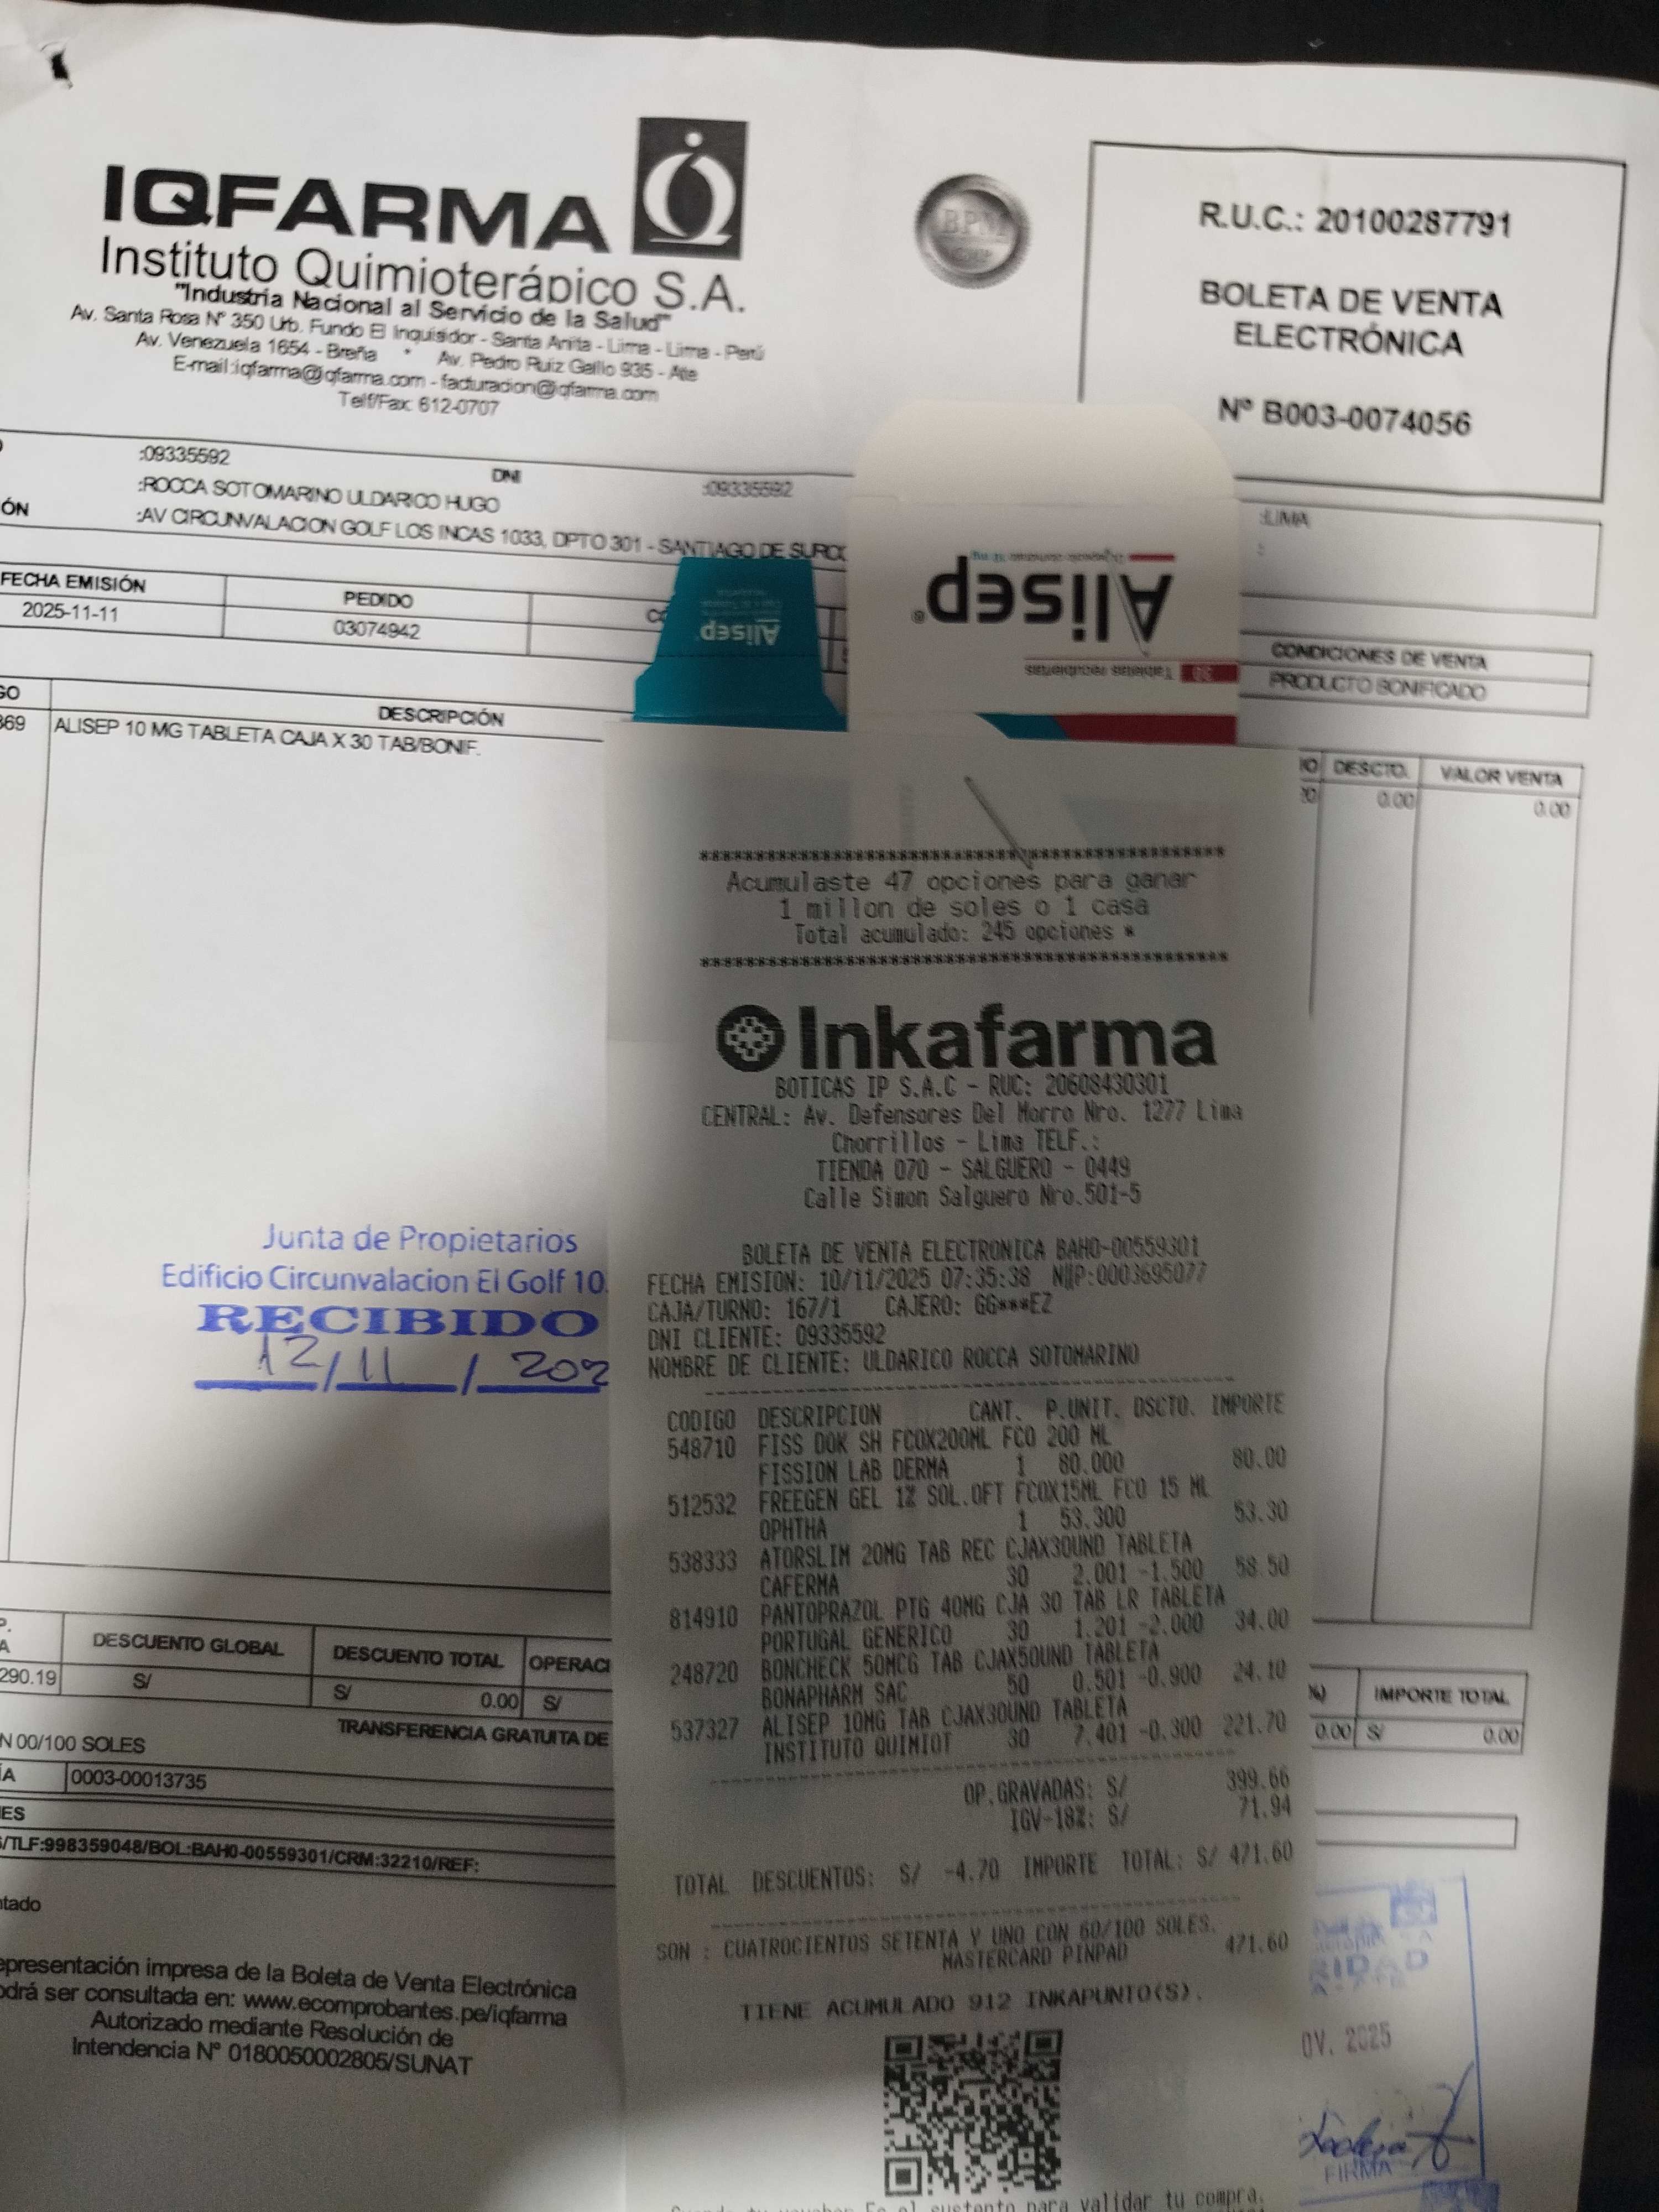 IQFARMA
Instituto Quimioterápico S.A.
"Industria Nacional al Servicio de la Salud"
Av. Santa Rosa N° 350 Urb. Fundo El Inquisidor - Santa Anita - Lima - Lima - Perú
Av. Venezuela 1654 - Breña * Av. Pedro Ruiz Gallo 935 - Ate
E-mail:iqfarma@iqfarma.com - facturacion@iqfarma.com
Telf/Fax: 612-0707
BPM
R.U.C.: 20100287791
BOLETA DE VENTA
ELECTRÓNICA
Nº B003-0074056
:09335592 DNI :09335592
:ROCCA SOTOMARINO ULDARICO HUGO
ÓN :AV CIRCUNVALACION GOLF LOS INCAS 1033, DPTO 301 - SANTIAGO DE SURCO
:LIMA
:
FECHA EMISIÓN PEDIDO
2025-11-11 03074942
CONDICIONES DE VENTA
PRODUCTO BONIFICADO
GO DESCRIPCIÓN
369 ALISEP 10 MG TABLETA CAJA X 30 TAB/BONIF.
IO DESCTO. VALOR VENTA
0.00 0.00
Alisep
Alisep®
30 Tabletas recubiertas
*********************************************
Acumulaste 47 opciones para ganar
1 millon de soles o 1 casa
Total acumulado: 245 opciones *
*********************************************
Inkafarma
BOTICAS IP S.A.C - RUC: 20608430301
CENTRAL: Av. Defensores Del Morro Nro. 1277 Lima
Chorrillos - Lima TELF.:
TIENDA 070 - SALGUERO - 0449
Calle Simon Salguero Nro.501-5
BOLETA DE VENTA ELECTRONICA BAH0-00559301
FECHA EMISION: 10/11/2025 07:35:38 N||P:0003695077
CAJA/TURNO: 167/1 CAJERO: GG***EZ
DNI CLIENTE: 09335592
NOMBRE DE CLIENTE: ULDARICO ROCCA SOTOMARINO
CODIGO DESCRIPCION CANT. P.UNIT. DSCTO. IMPORTE
548710 FISS DOK SH FCOX200ML FCO 200 ML
FISSION LAB DERMA 1 80.000 80.00
512532 FREEGEN GEL 1% SOL.OFT FCOX15ML FCO 15 ML
OPHTHA 1 53.300 53.30
538333 ATORSLIM 20MG TAB REC CJAX30UND TABLETA
CAFERMA 30 2.001 -1.500 58.50
814910 PANTOPRAZOL PTG 40MG CJA 30 TAB LR TABLETA
PORTUGAL GENERICO 30 1.201 -2.000 34.00
248720 BONCHECK 50MCG TAB CJAX50UND TABLETA
BONAPHARM SAC 50 0.501 -0.900 24.10
537327 ALISEP 10MG TAB CJAX30UND TABLETA
INSTITUTO QUIMIOT 30 7.401 -0.300 221.70
OP.GRAVADAS: S/ 399.66
IGV-18%: S/ 71.94
TOTAL DESCUENTOS: S/ -4.70 IMPORTE TOTAL: S/ 471.60
SON : CUATROCIENTOS SETENTA Y UNO CON 60/100 SOLES.
MASTERCARD PINPAD 471.60
TIENE ACUMULADO 912 INKAPUNTO(S).
Junta de Propietarios
Edificio Circunvalacion El Golf 10
RECIBIDO
12/11/202
P.
A DESCUENTO GLOBAL DESCUENTO TOTAL OPERACI
290.19 S/ S/ 0.00 S/
IMPORTE TOTAL
0.00 S/ 0.00
TRANSFERENCIA GRATUITA DE
N 00/100 SOLES
ÍA 0003-00013735
ES
/TLF:998359048/BOL:BAH0-00559301/CRM:32210/REF:
ntado
epresentación impresa de la Boleta de Venta Electrónica
odrá ser consultada en: www.ecomprobantes.pe/iqfarma
Autorizado mediante Resolución de
Intendencia N° 0180050002805/SUNAT
OV. 2025
FIRMA